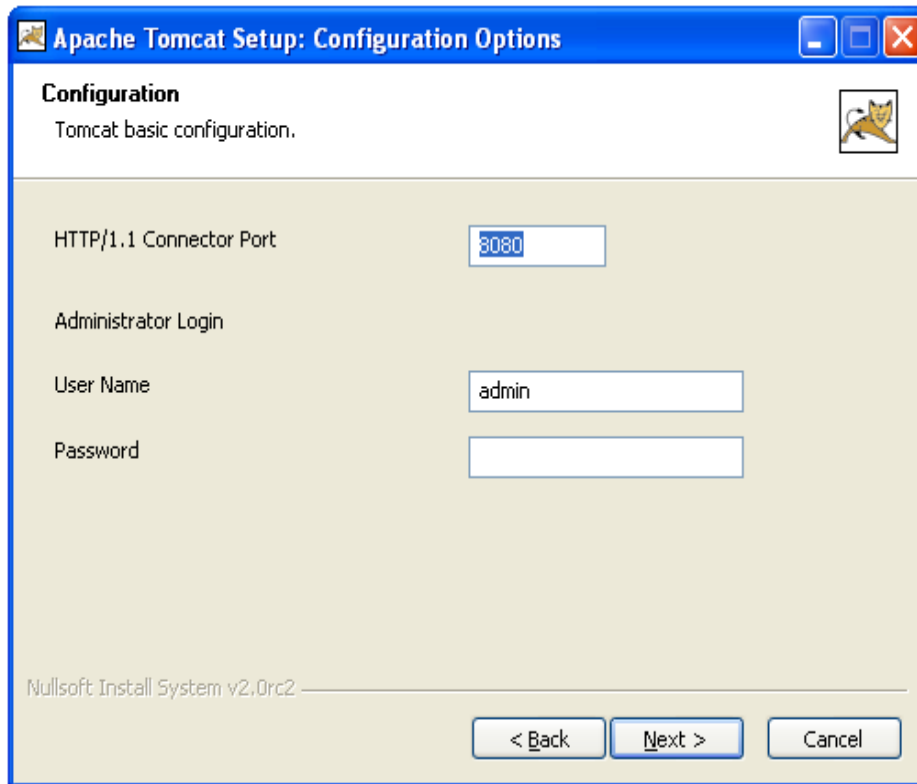 Apache Tomcat Setup: Configuration Options
Configuration
Tomcat basic configuration.
HTTP/1.1 Connector Port 8080
Administrator Login
User Name admin
Password
Nullsoft Install System v2.0rc2
< Back Next > Cancel